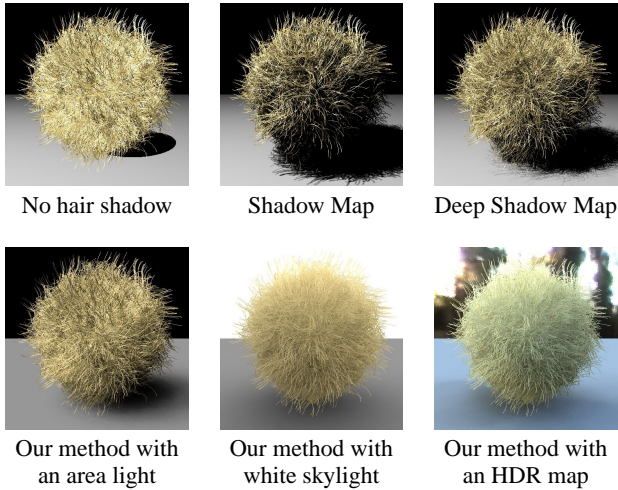 No hair shadow
Shadow Map
Deep Shadow Map
Our method with
an area light
Our method with
white skylight
Our method with
an HDR map